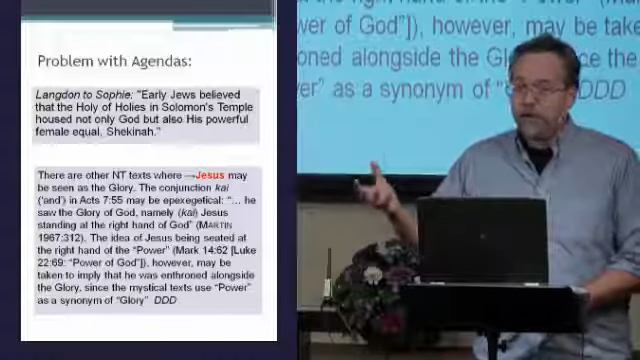 Problem with Agendas:
Langdon to Sophie: "Early Jews believed
that the Holy of Holies in Solomon's Temple
housed not only God but also His powerful
female equal, Shekinah."
There are other NT texts where →Jesus may
be seen as the Glory. The conjunction kai
('and') in Acts 7:55 may be epexegetical: "... he
saw the Glory of God, namely (kai) Jesus
standing at the right hand of God" (MARTIN
1967:312). The idea of Jesus being seated at
the right hand of the "Power" (Mark 14:62 [Luke
22:69: "Power of God"]), however, may be
taken to imply that he was enthroned alongside
the Glory, since the mystical texts use "Power"
as a synonym of "Glory" DDD
wer of God"]), however, may be take
oned alongside the Glo ce the
er" as a synonym of "G DDD